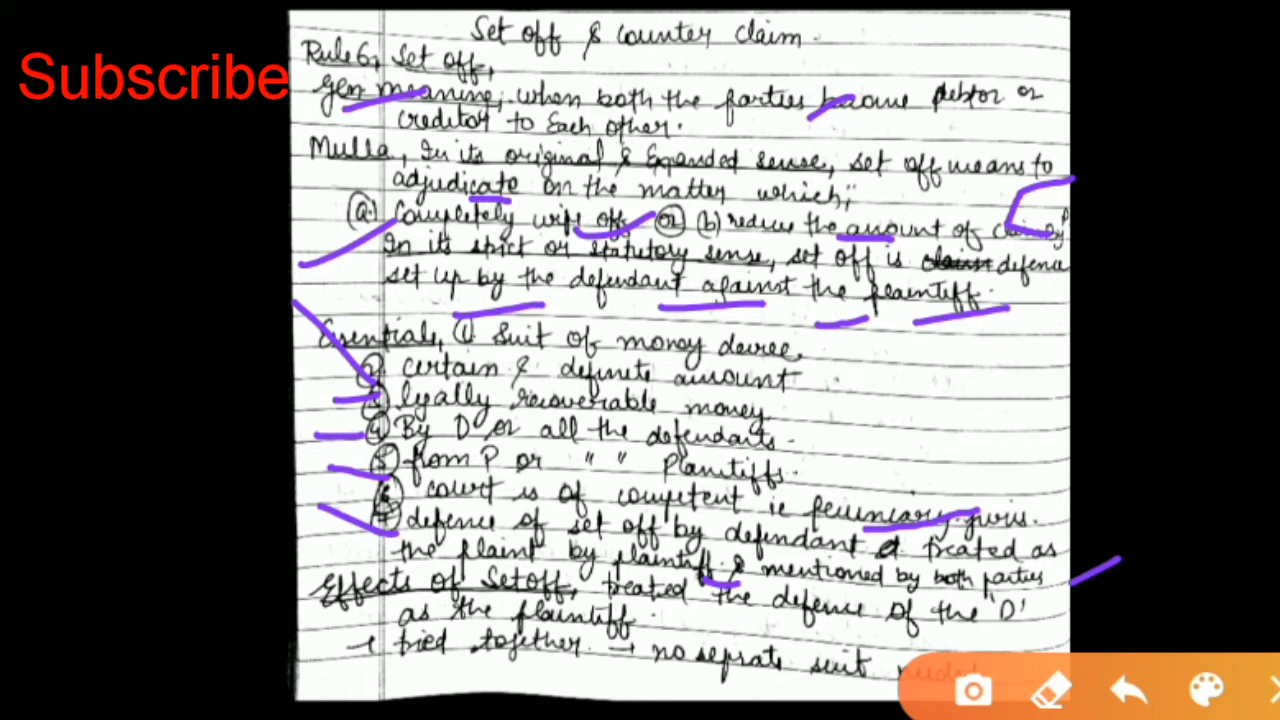 Subscribe
Set off & counter claim.
Rule 6, Set off,
Gen meaning, when both the parties become debtor or
creditor to Each other.
Mulla, In its original & Expanded sense, set off means to
adjudicate on the matter which;
(a) Completely wipe off or (b) reduce the amount of
In its strict or statutory sense, set off is claim defence
set up by the defendant against the plaintiff.
Essentials, (1) Suit of money decree.
(2) certain & definite amount
(3) legally recoverable money
(4) By D or all the defendants.
(5) from P or " " Plantiffs.
(6) court is of competent ie pecuniary juris.
(7) defence of set off by defendant treated as
the plaint by plaintiff & mentioned by both parties
Effects of Setoff, treated the defence of the 'D'
as the plaintiff.
→ tried together. → no seprate suit needed